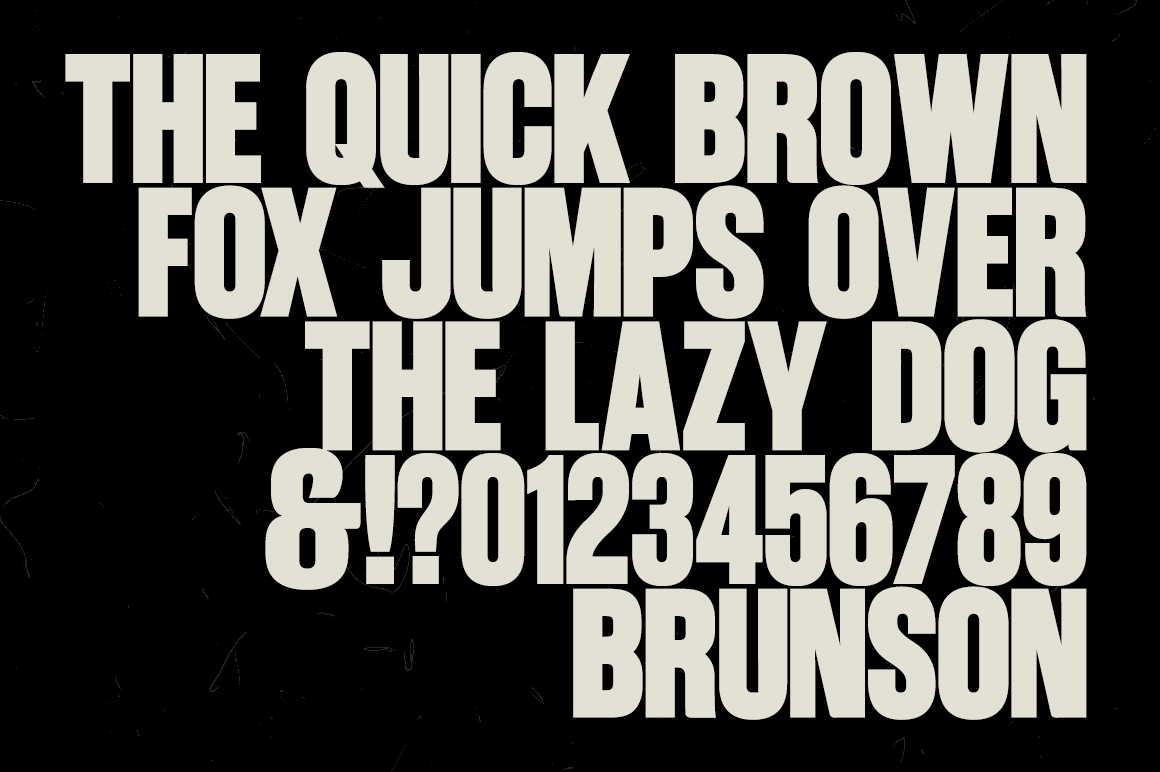 THE QUICK BROWN
FOX JUMPS OVER
THE LAZY DOG
&!?0123456789
BRUNSON